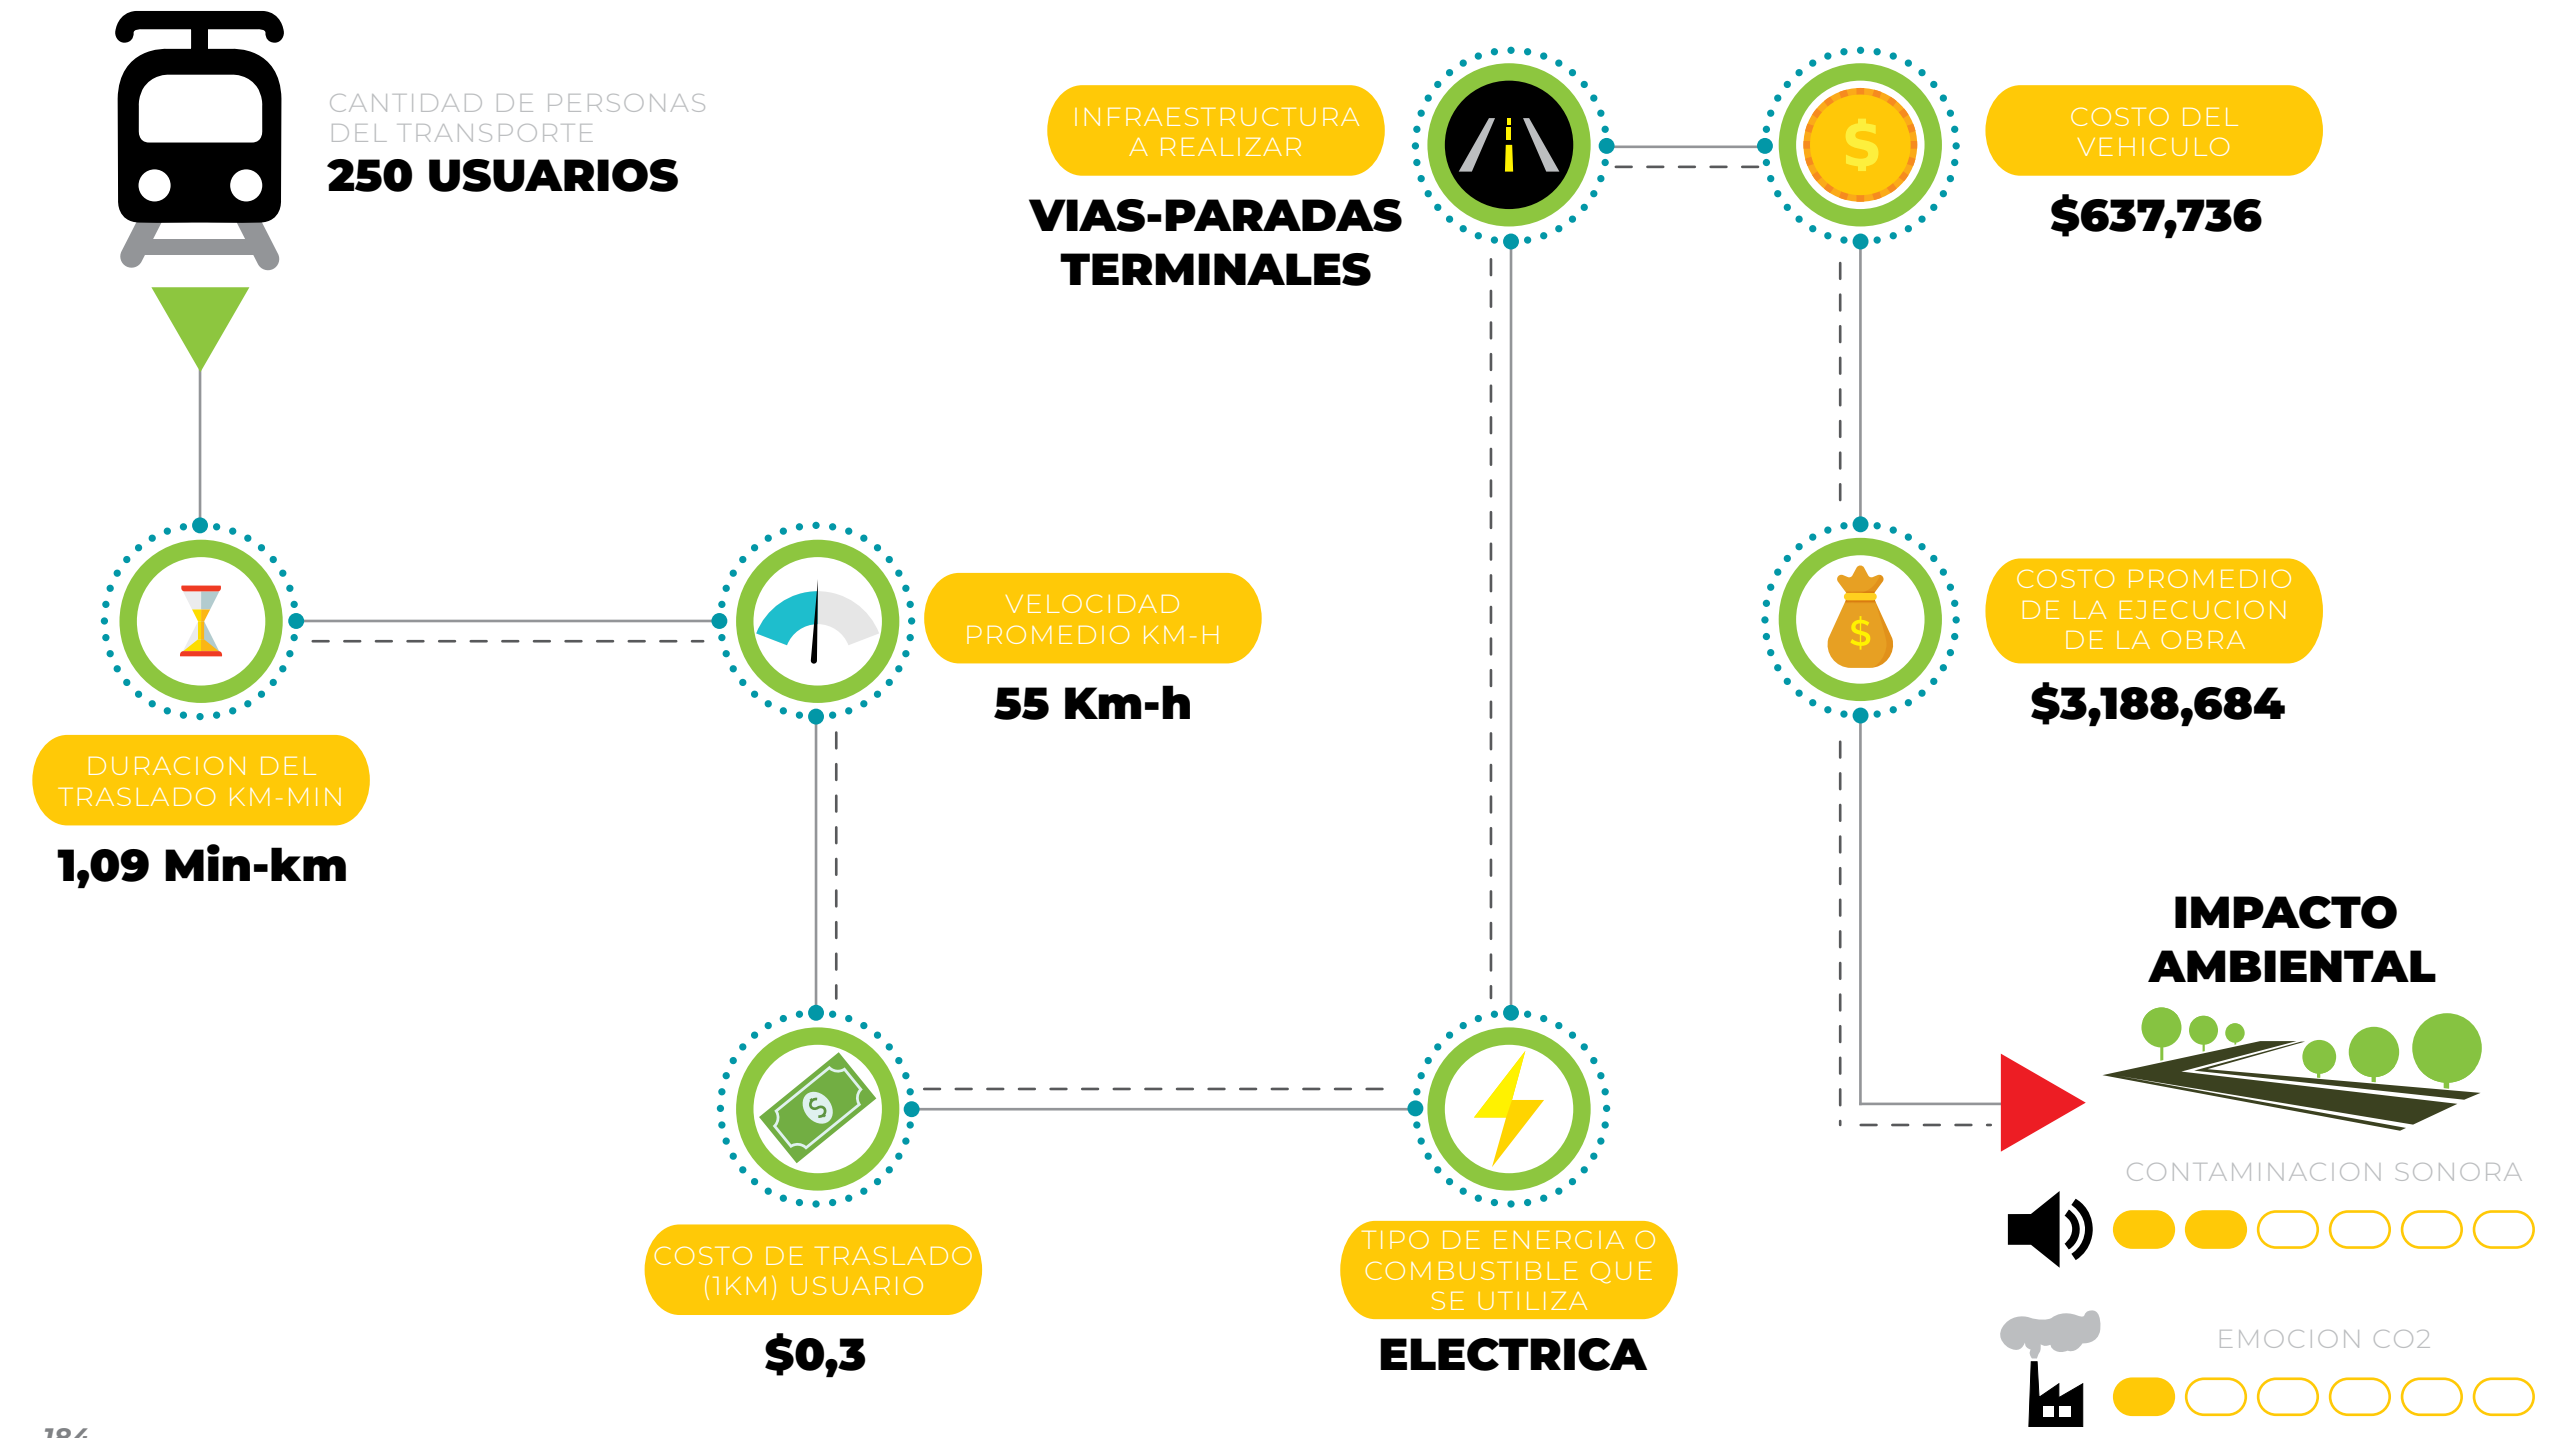 CANTIDAD DE PERSONAS
DEL TRANSPORTE
250 USUARIOS
DURACION DEL
TRASLADO KM-MIN
1,09 Min-km
VELOCIDAD
PROMEDIO KM-H
55 Km-h
COSTO DE TRASLADO
(1KM) USUARIO
$0,3
TIPO DE ENERGIA O
COMBUSTIBLE QUE
SE UTILIZA
ELECTRICA
INFRAESTRUCTURA
A REALIZAR
VIAS-PARADAS
TERMINALES
COSTO DEL
VEHICULO
$637,736
COSTO PROMEDIO
DE LA EJECUCION
DE LA OBRA
$3,188,684
IMPACTO
AMBIENTAL
CONTAMINACION SONORA
EMOCION CO2
184